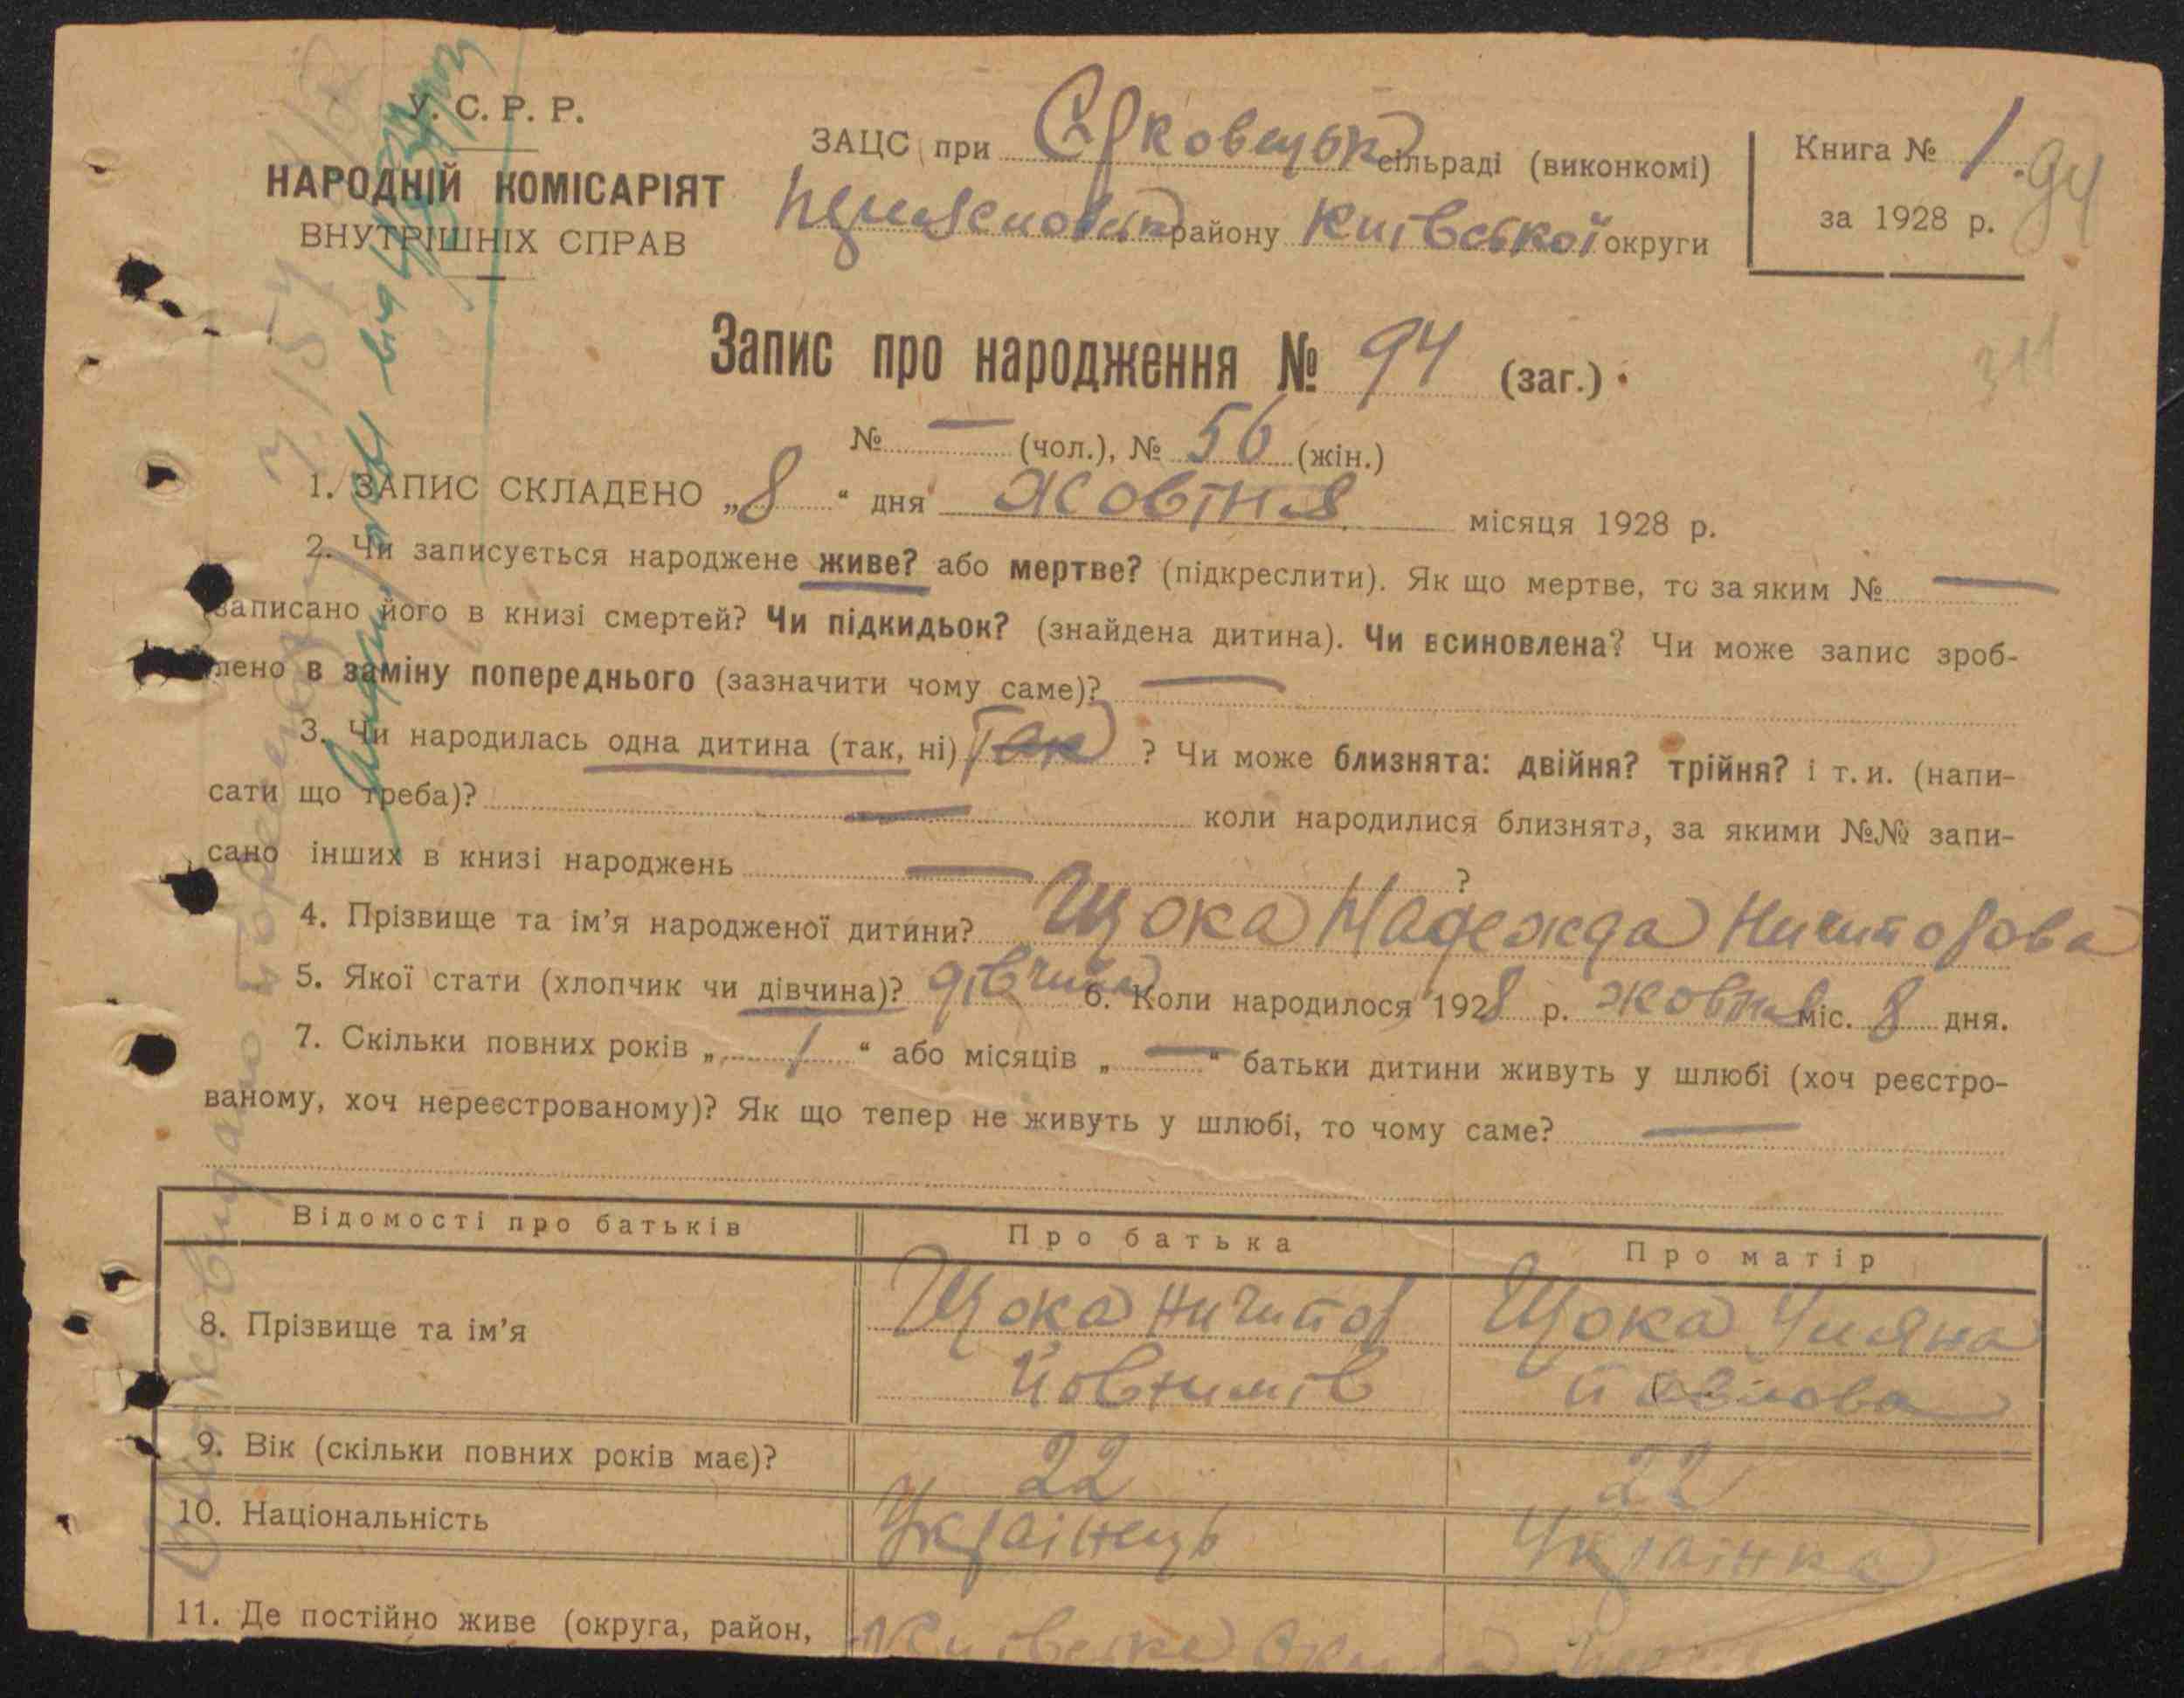 У. С. Р. Р.
НАРОДНІЙ КОМІСАРІЯТ
ВНУТРІШНІХ СПРАВ
ЗАЦС при сільраді (виконкомі)
району Київської округи
Книга № 1
94
за 1928 р.
Запис про народження № 94 (заг.)
311
№ — (чол.), № 56 (жін.)
1. ЗАПИС СКЛАДЕНО „8“ дня жовтня місяця 1928 р.
2. Чи записується народжене живе? або мертве? (підкреслити). Як що мертве, то за яким № —
записано його в книзі смертей? Чи підкидьок? (знайдена дитина). Чи всиновлена? Чи може запис зроб-
лено в заміну попереднього (зазначити чому саме)? —
3. Чи народилась одна дитина (так, ні) Так ? Чи може близнята: двійня? трійня? і т. и. (напи-
сати що треба)? — коли народилися близнята, за якими №№ запи-
сано інших в книзі народжень — ?
4. Прізвище та ім’я народженої дитини? Щока Надежда Ничипорова
5. Якої стати (хлопчик чи дівчина)? дівчина 6. Коли народилося 1928 р. жовтня міс. 8 дня.
7. Скільки повних років „ 1 “ або місяців „ — “ батьки дитини живуть у шлюбі (хоч реєстро-
ваному, хоч нереєстрованому)? Як що тепер не живуть у шлюбі, то чому саме? —
Відомості про батьків Про батька Про матір
8. Прізвище та ім’я Щока Ничипор Щока Уляна
9. Вік (скільки повних років має)? 22 22
10. Національність Українець Українка
11. Де постійно живе (округа, район,